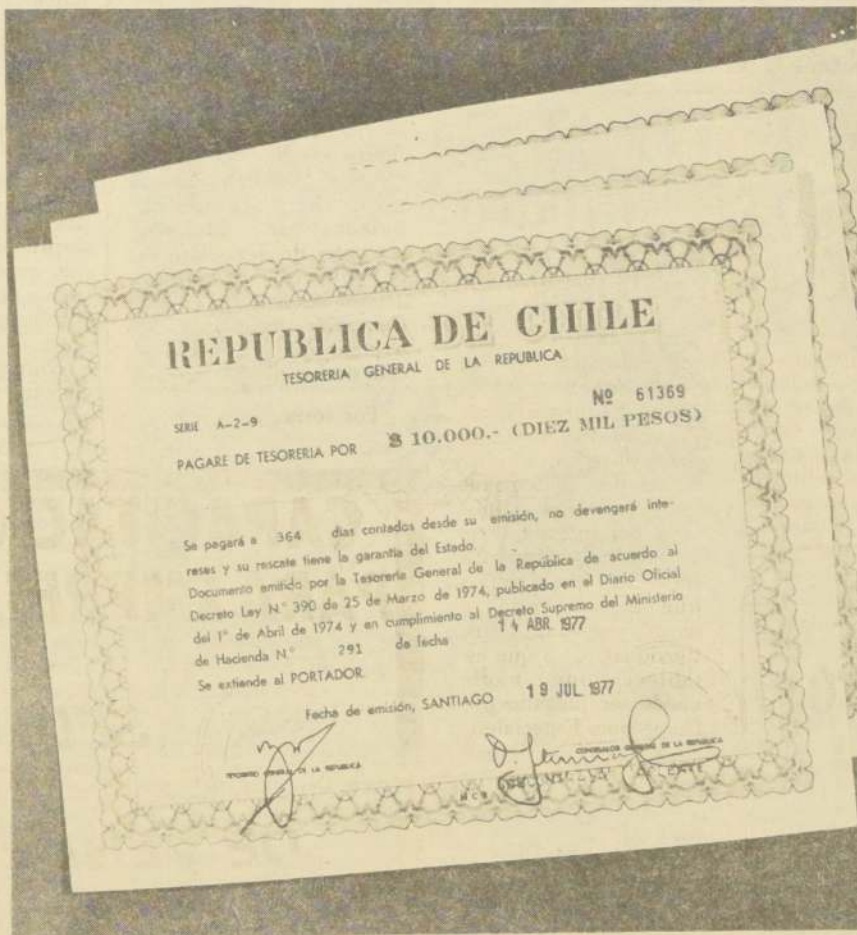 REPUBLICA DE CHILE
TESORERIA GENERAL DE LA REPUBLICA
Nº 61369
SERIE A-2-9
PAGARE DE TESORERIA POR $ 10.000.- (DIEZ MIL PESOS)
Se pagará a 364 días contados desde su emisión, no devengará inte-
reses y su rescate tiene la garantía del Estado.
Documento emitido por la Tesorería General de la República de acuerdo al
Decreto Ley N.° 390 de 25 de Marzo de 1974, publicado en el Diario Oficial
del 1° de Abril de 1974 y en cumplimiento al Decreto Supremo del Ministerio
de Hacienda N.° 291 de fecha 14 ABR. 1977
Se extiende al PORTADOR.
Fecha de emisión, SANTIAGO 19 JUL. 1977
TESORERO GENERAL DE LA REPUBLICA
CONTRALOR GENERAL DE LA REPUBLICA